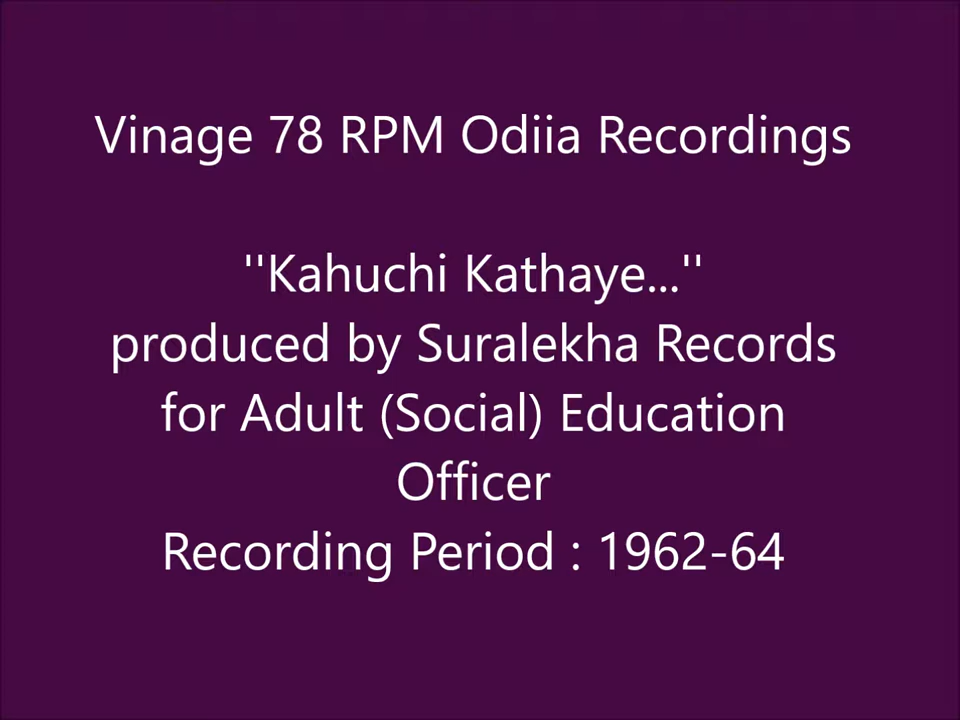 Vinage 78 RPM Odiia Recordings
''Kahuchi Kathaye...''
produced by Suralekha Records
for Adult (Social) Education
Officer
Recording Period : 1962-64